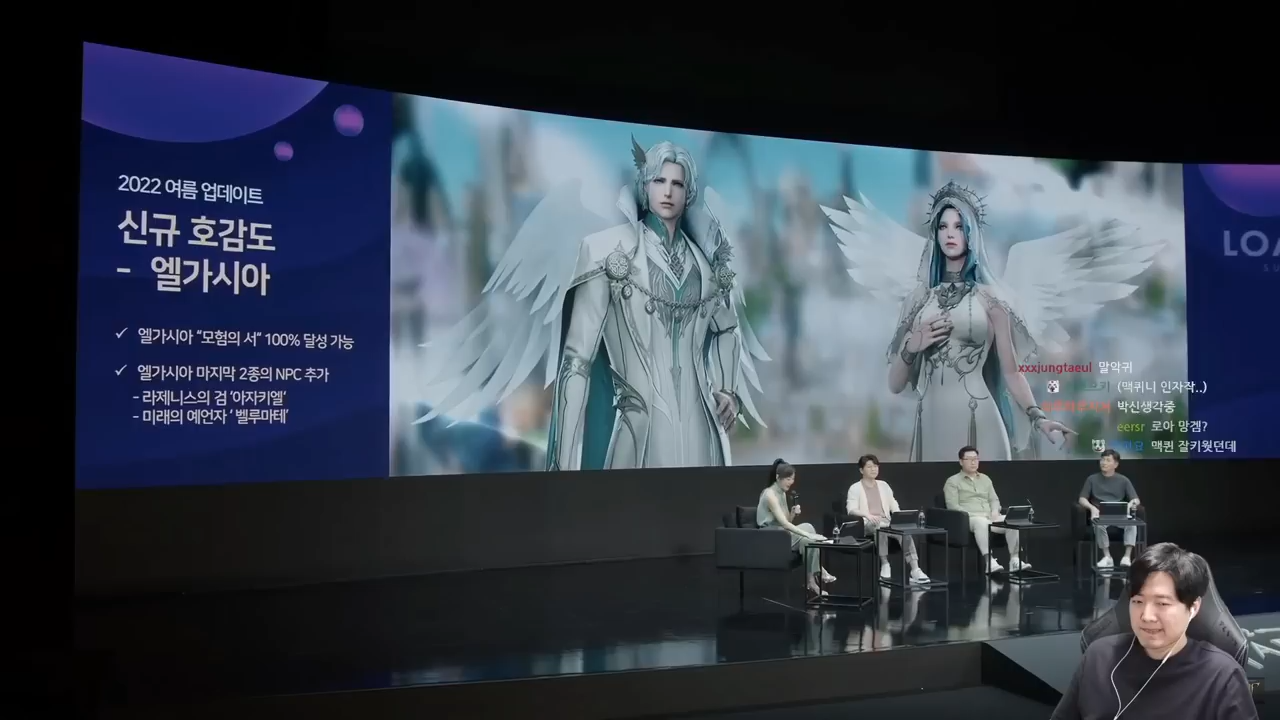 2022 여름 업데이트
신규 호감도
- 엘가시아
✓ 엘가시아 "모험의 서" 100% 달성 가능
✓ 엘가시아 마지막 2종의 NPC 추가
- 라제니스의 검 '아자키엘'
- 미래의 예언자 ' 벨루마테'
LOA
xxxjungtaeul 말악귀
(맥퀴니 인자작..)
박신생각중
eersr 로아 망겜?
맥퀸 잘키웟던데